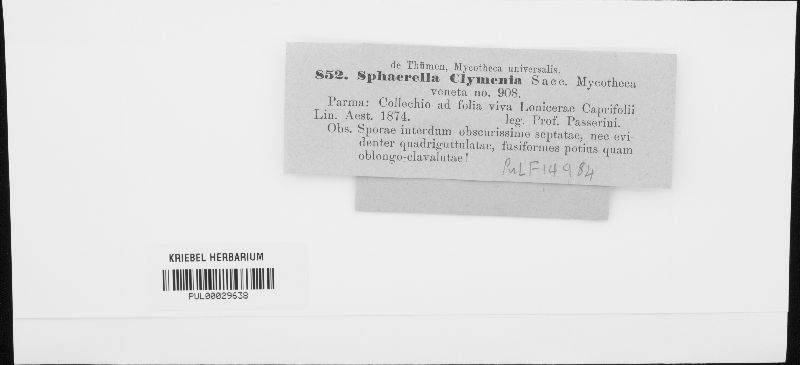 de Thümen, Mycotheca universalis.
852. Sphaerella Clymenia Sacc. Mycotheca
veneta no. 908.
Parma: Collechio ad folia viva Lonicerae Caprifolii
Lin. Aest. 1874. leg. Prof. Passerini.
Obs. Sporae interdum obscurissime septatae, nec evi-
denter quadriguttulatae, fusiformes potius quam
oblongo-clavulatae!
PuLF14984
KRIEBEL HERBARIUM
PUL00029638